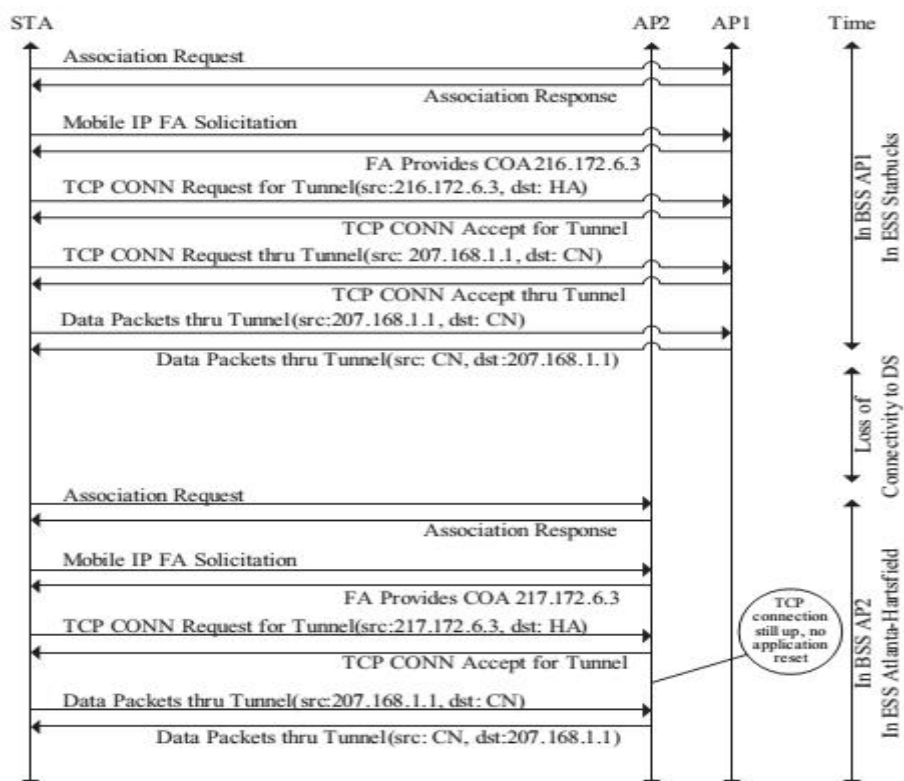 STA
AP2
AP1
Time
Association Request
Association Response
Mobile IP FA Solicitation
FA Provides COA216.172.6.3
TCP CONN Request for Tunnel(src:216.172.6.3, dst: HA)
TCP CONN Accept for Tunnel
TCP CONN Request thru Tunnel(src: 207.168.1.1, dst: CN)
TCP CONN Accept thru Tunnel
Data Packets thru Tunnel(src:207.168.1.1, dst: CN)
Data Packets thru Tunnel(src: CN, dst:207.168.1.1)
In BSS AP1
In ESS Starbucks
Loss of
Connectivity to DS
Association Request
Association Response
Mobile IP FA Solicitation
FA Provides COA 217.172.6.3
TCP CONN Request for Tunnel(src:217.172.6.3, dst: HA)
TCP CONN Accept for Tunnel
TCP
connection
still up, no
application
reset
Data Packets thru Tunnel(src:207.168.1.1, dst: CN)
Data Packets thru Tunnel(src: CN, dst:207.168.1.1)
In BSS AP2
In ESS Atlanta-Hartsfield